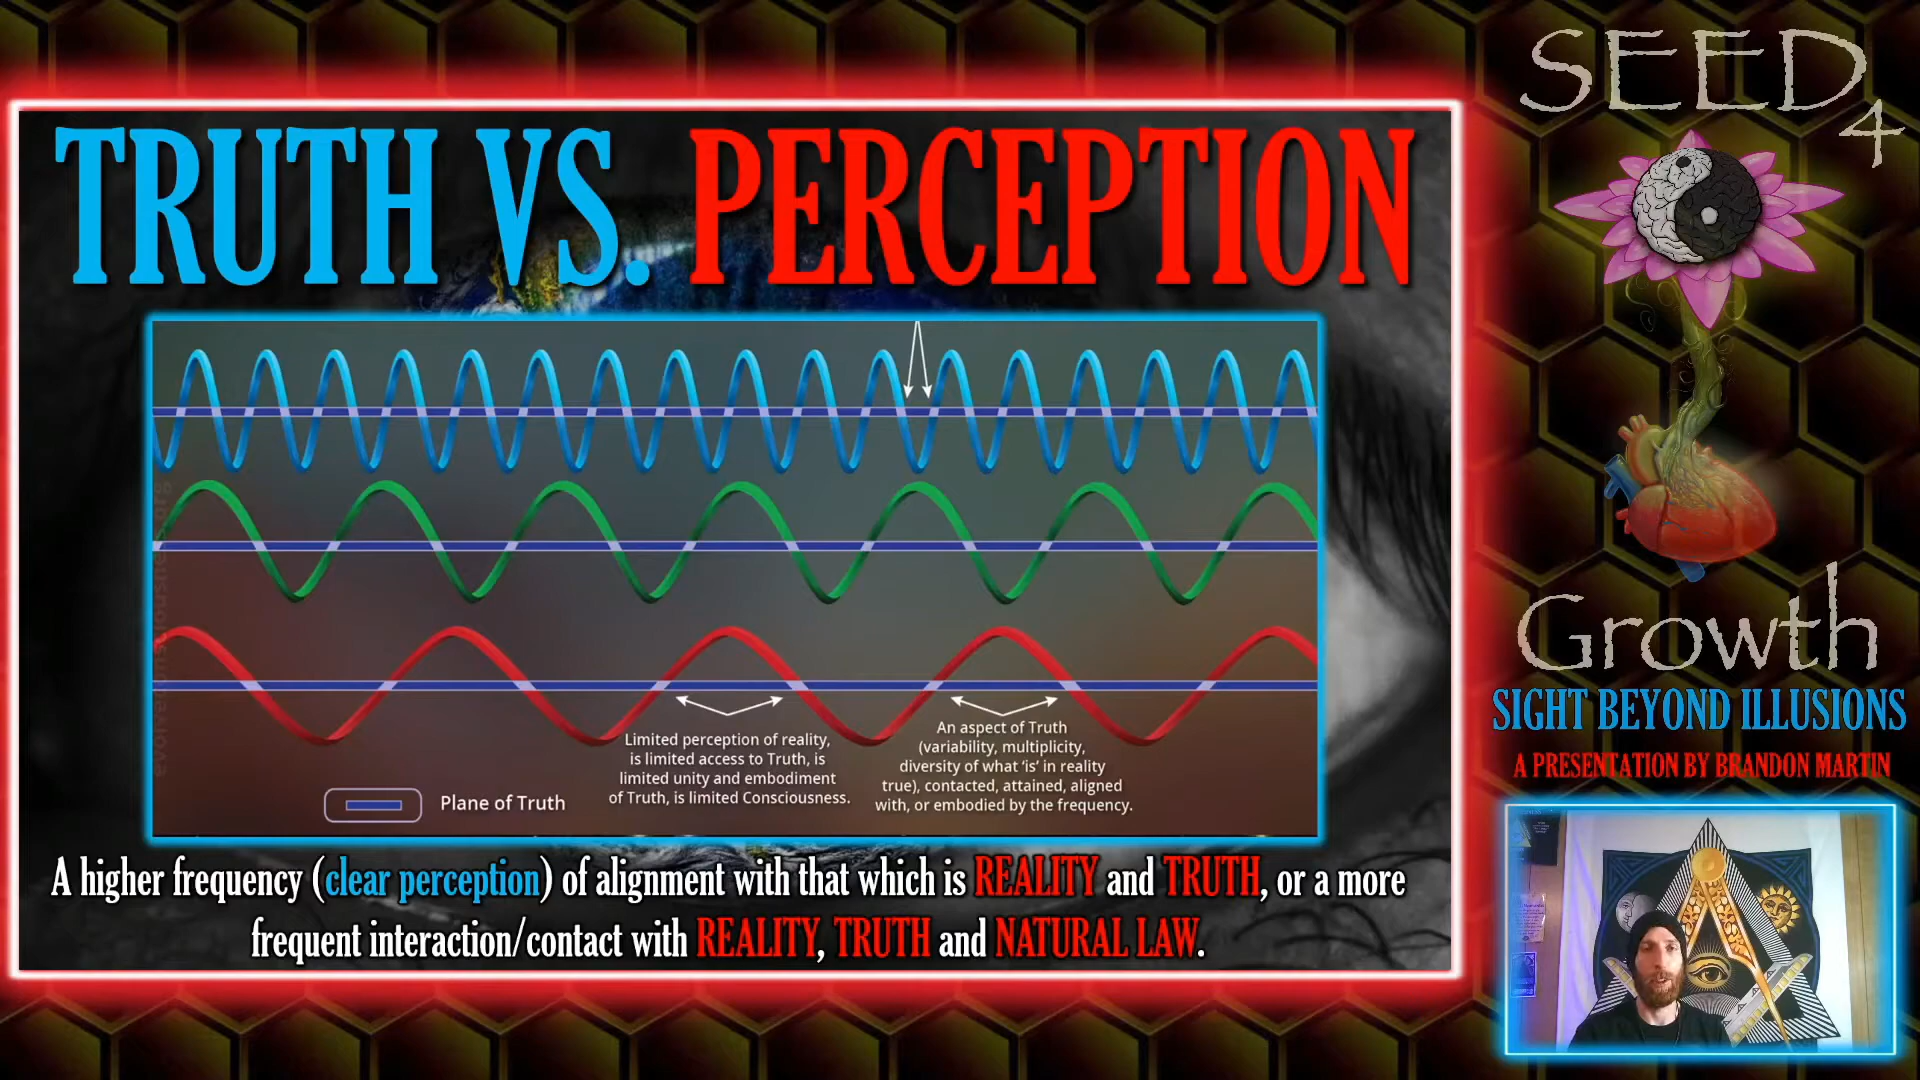 TRUTH VS. PERCEPTION
Limited perception of reality,
is limited access to Truth, is
limited unity and embodiment
of Truth, is limited Consciousness.
An aspect of Truth
(variability, multiplicity,
diversity of what ‘is’ in reality
true), contacted, attained, aligned
with, or embodied by the frequency.
Plane of Truth
evolveconsciousness.org
A higher frequency (clear perception) of alignment with that which is REALITY and TRUTH, or a more
frequent interaction/contact with REALITY, TRUTH and NATURAL LAW.
SEED
4
Growth
SIGHT BEYOND ILLUSIONS
A PRESENTATION BY BRANDON MARTIN